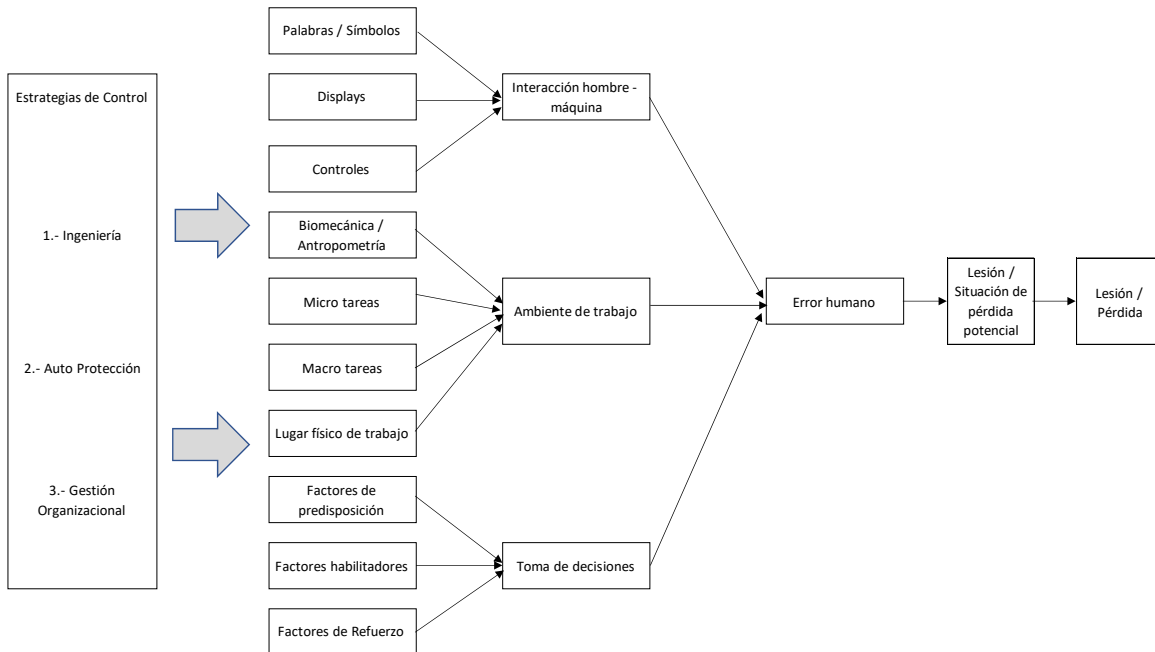 Estrategias de Control
1.- Ingeniería
2.- Auto Protección
3.- Gestión
Organizacional
Palabras / Símbolos
Displays
Controles
Biomecánica /
Antropometría
Micro tareas
Macro tareas
Lugar físico de trabajo
Factores de
predisposición
Factores habilitadores
Factores de Refuerzo
Interacción hombre -
máquina
Ambiente de trabajo
Toma de decisiones
Error humano
Lesión /
Situación de
pérdida
potencial
Lesión /
Pérdida